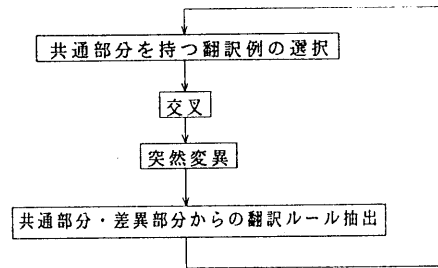 共通部分を持つ翻訳例の選択
交叉
突然変異
共通部分・差異部分からの翻訳ルール抽出